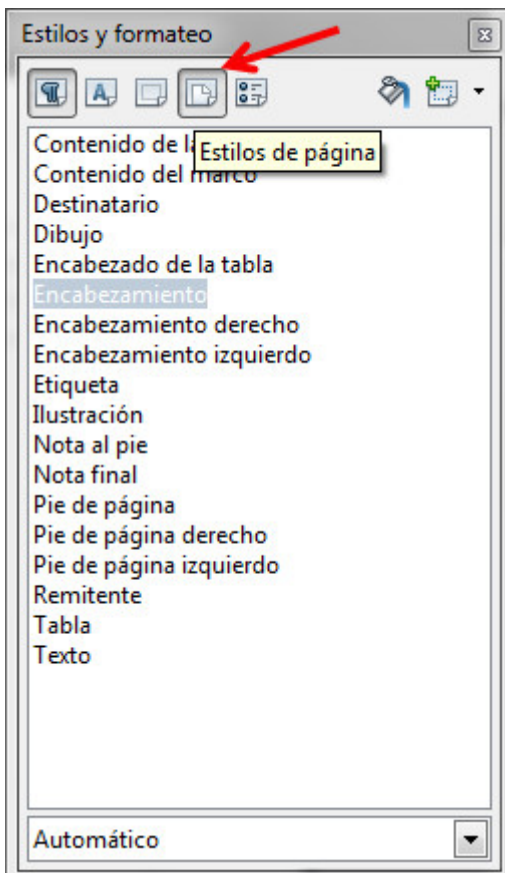 Estilos y formateo
Contenido de l
Estilos de página
Contenido del marco
Destinatario
Dibujo
Encabezado de la tabla
Encabezamiento
Encabezamiento derecho
Encabezamiento izquierdo
Etiqueta
Ilustración
Nota al pie
Nota final
Pie de página
Pie de página derecho
Pie de página izquierdo
Remitente
Tabla
Texto
Automático